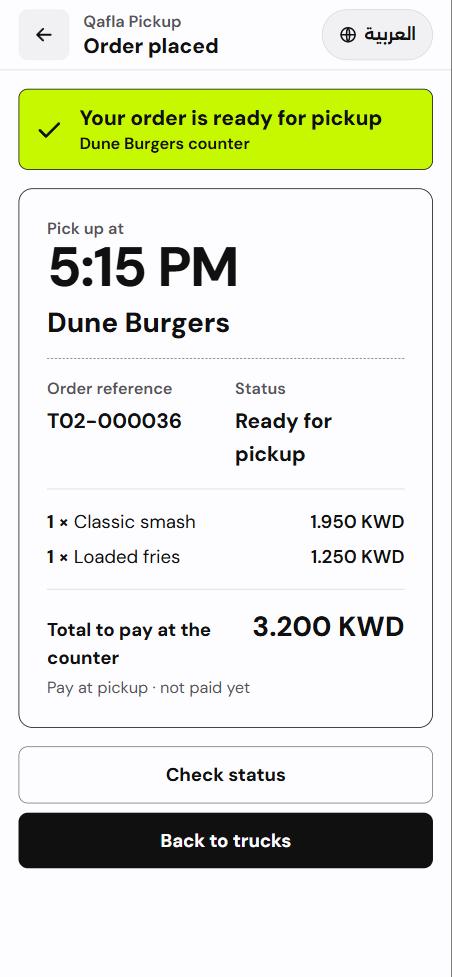 Qafla Pickup
Order placed
العربية
Your order is ready for pickup
Dune Burgers counter
Pick up at
5:15 PM
Dune Burgers
Order reference
T02-000036
Status
Ready for
pickup
1 × Classic smash 1.950 KWD
1 × Loaded fries 1.250 KWD
Total to pay at the
counter
3.200 KWD
Pay at pickup · not paid yet
Check status
Back to trucks